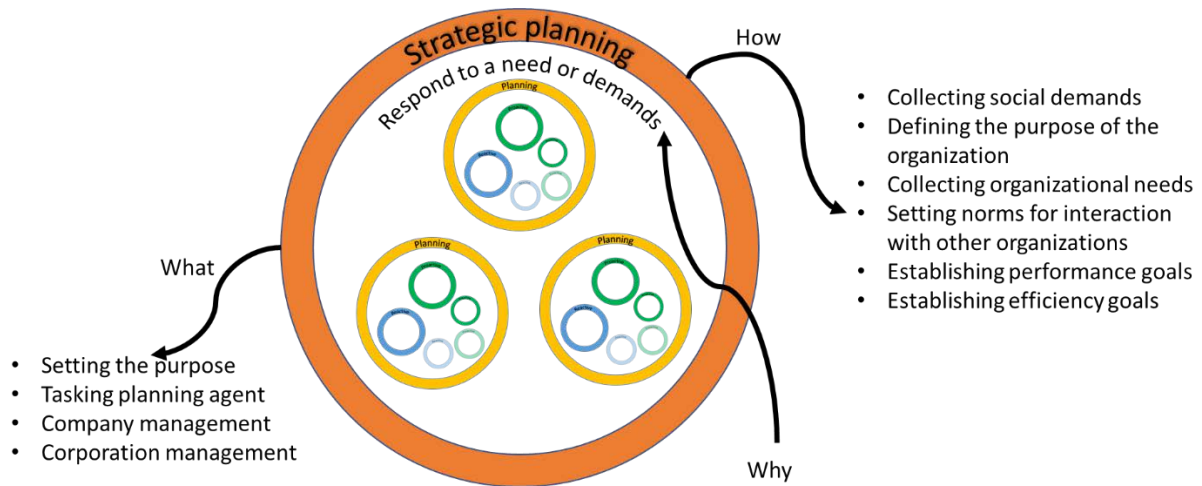 Strategic planning
Respond to a need or demands
How
Planning
• Collecting social demands
• Defining the purpose of the
organization
• Collecting organizational needs
• Setting norms for interaction
with other organizations
• Establishing performance goals
• Establishing efficiency goals
Planning
Planning
What
• Setting the purpose
• Tasking planning agent
• Company management
• Corporation management
Why